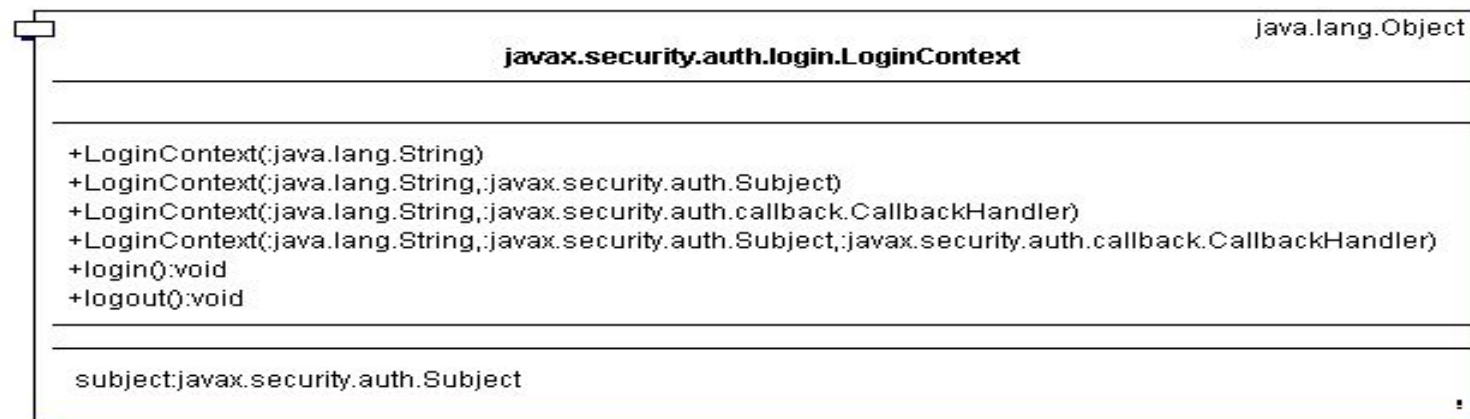 java.lang.Object
javax.security.auth.login.LoginContext
+LoginContext(:java.lang.String)
+LoginContext(:java.lang.String,:javax.security.auth.Subject)
+LoginContext(:java.lang.String,:javax.security.auth.callback.CallbackHandler)
+LoginContext(:java.lang.String,:javax.security.auth.Subject,:javax.security.auth.callback.CallbackHandler)
+login():void
+logout():void
subject:javax.security.auth.Subject